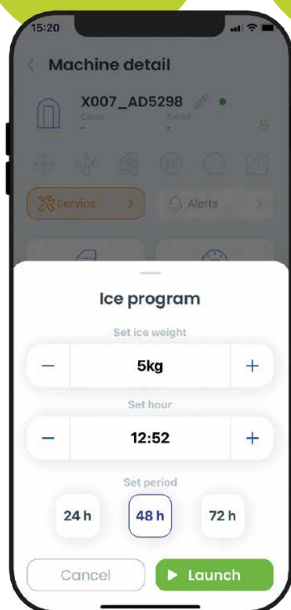 15:20
Machine detail
X007_AD5298
Code Serial
- -
Service Alerts
Ice program
Set ice weight
− 5kg +
Set hour
− 12:52 +
Set period
24 h 48 h 72 h
Cancel Launch